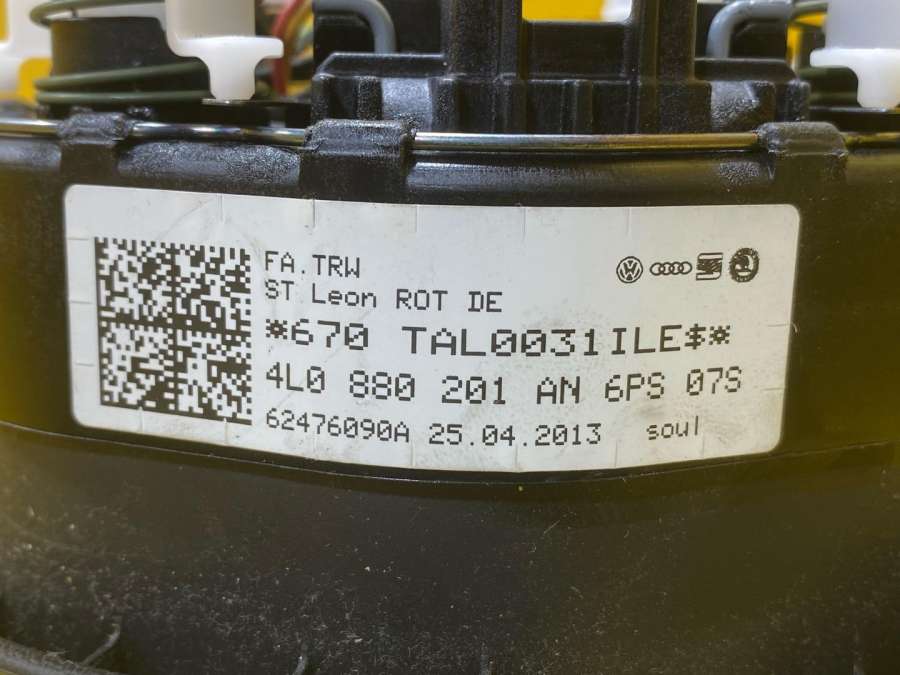 FA.TRW
ST Leon ROT DE
*670 TAL0031ILE$*
4L0 880 201 AN 6PS 07S
62476090A 25.04.2013 soul